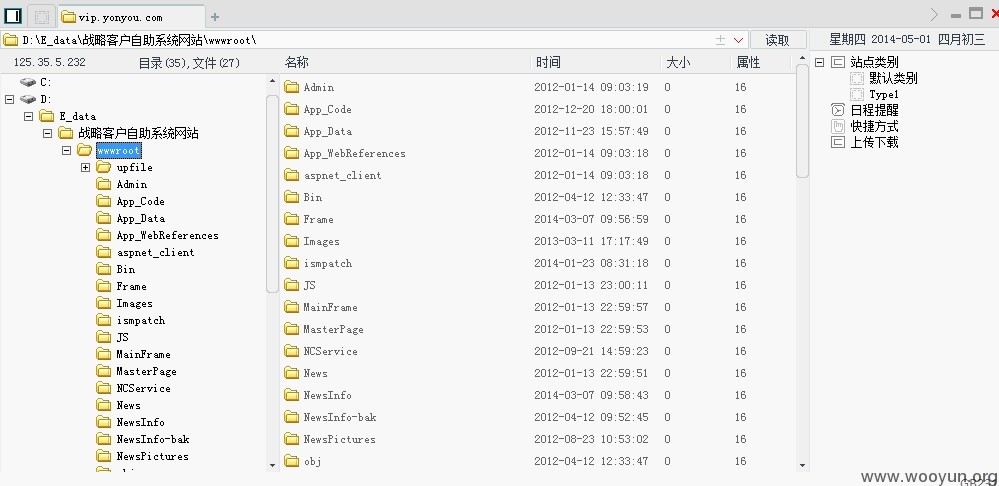 vip.yonyou.com
D:\E_data\战略客户自助系统网站\wwwroot\
读取
星期四 2014-05-01 四月初三
125.35.5.232
目录(35),文件(27)
名称 时间 大小 属性
C:
D:
E_data
战略客户自助系统网站
wwwroot
upfile
Admin
App_Code
App_Data
App_WebReferences
aspnet_client
Bin
Frame
Images
ismpatch
JS
MainFrame
MasterPage
NCService
News
NewsInfo
NewsInfo-bak
NewsPictures
Admin 2012-01-14 09:03:19 0 16
App_Code 2012-12-20 18:00:01 0 16
App_Data 2012-11-23 15:57:49 0 16
App_WebReferences 2012-01-14 09:03:18 0 16
aspnet_client 2012-01-14 09:03:18 0 16
Bin 2012-04-12 12:33:47 0 16
Frame 2014-03-07 09:56:59 0 16
Images 2013-03-11 17:17:49 0 16
ismpatch 2014-01-23 08:31:18 0 16
JS 2012-01-13 23:00:11 0 16
MainFrame 2012-01-13 22:59:57 0 16
MasterPage 2012-01-13 22:59:53 0 16
NCService 2012-09-21 14:59:23 0 16
News 2012-01-13 22:59:51 0 16
NewsInfo 2014-03-07 09:58:43 0 16
NewsInfo-bak 2012-04-12 09:52:45 0 16
NewsPictures 2012-08-23 10:53:02 0 16
obj 2012-04-12 12:33:47 0 16
站点类别
默认类别
Type1
日程提醒
快捷方式
上传下载
www.wooyun.org